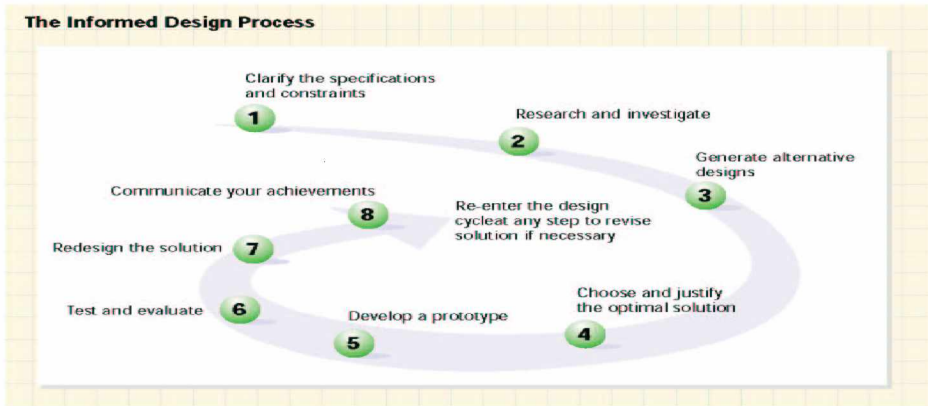 The Informed Design Process
Clarify the specifications
and constraints
1
Research and investigate
2
Generate alternative
designs
3
Communicate your achievements
8
Re-enter the design
cycleat any step to revise
solution if necessary
Redesign the solution
7
Choose and justify
the optimal solution
4
Test and evaluate
6
Develop a prototype
5